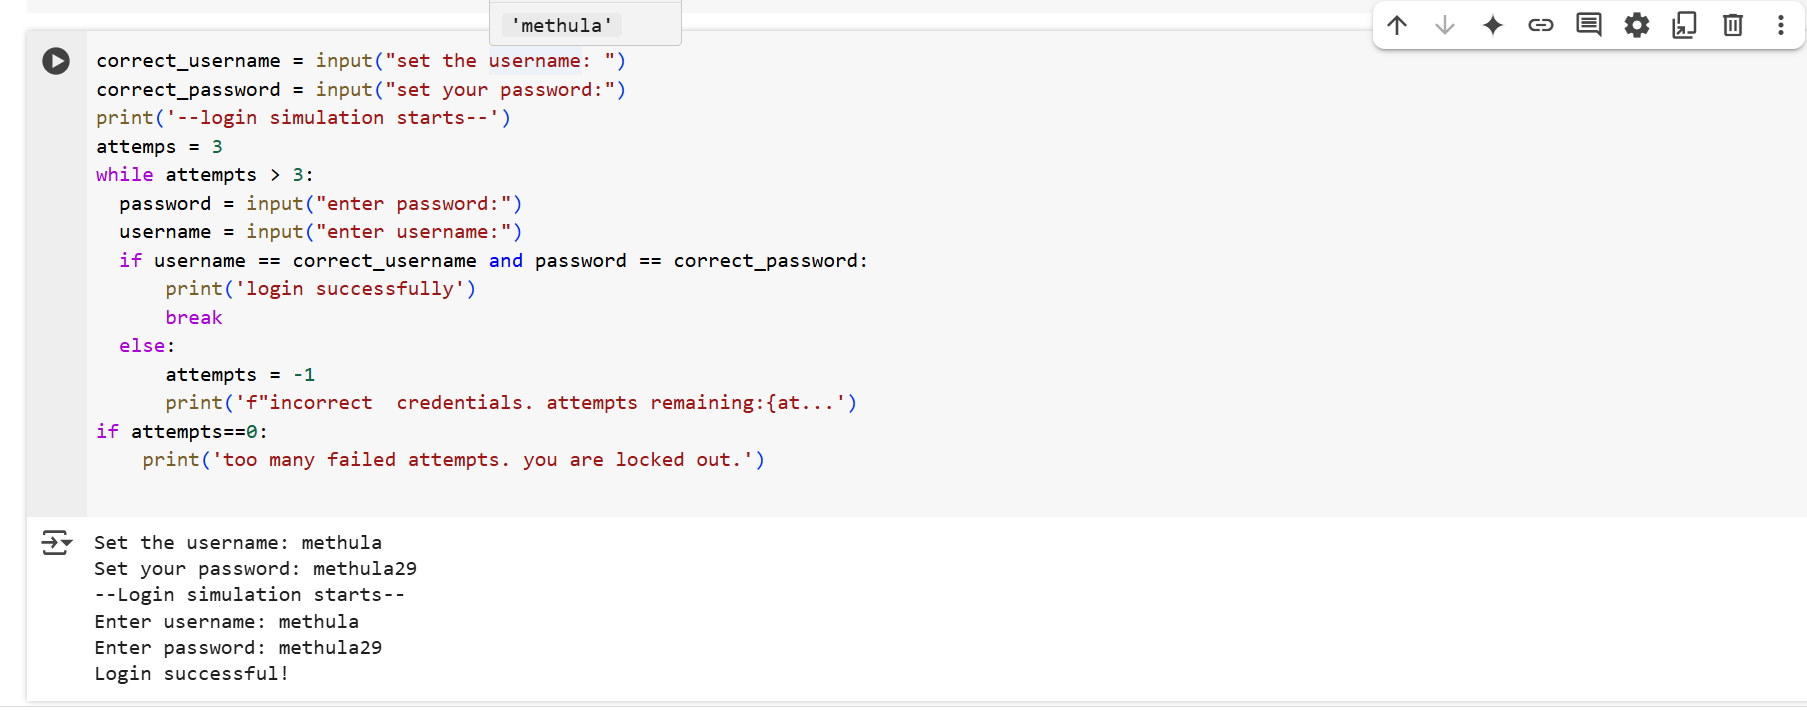 'methula'
correct_username = input("set the username: ")
correct_password = input("set your password:")
print('--login simulation starts--')
attemps = 3
while attempts > 3:
  password = input("enter password:")
  username = input("enter username:")
  if username == correct_username and password == correct_password:
      print('login successfully')
      break
  else:
      attempts = -1
      print('f"incorrect  credentials. attempts remaining:{at...')
if attempts==0:
    print('too many failed attempts. you are locked out.')
Set the username: methula
Set your password: methula29
--Login simulation starts--
Enter username: methula
Enter password: methula29
Login successful!